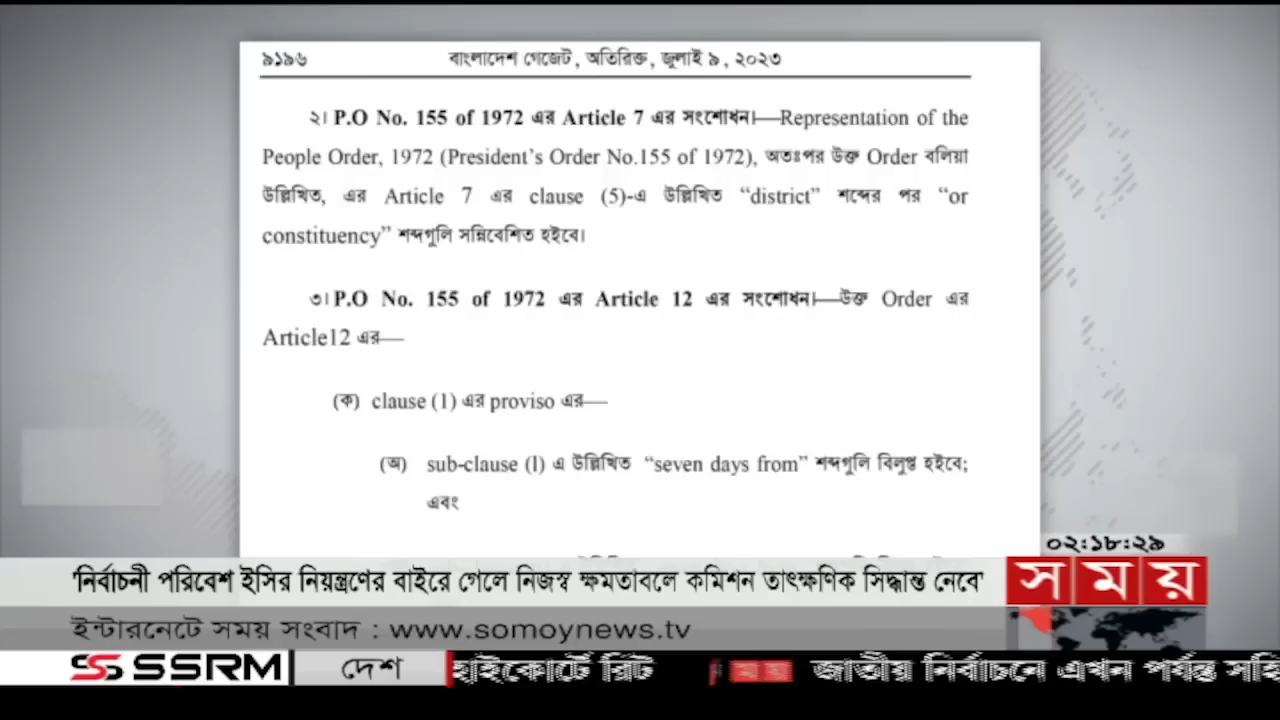 ৯১৯৬ বাংলাদেশ গেজেট, অতিরিক্ত, জুলাই ৯, ২০২৩
২। P.O No. 155 of 1972 এর Article 7 এর সংশোধন।—Representation of the
People Order, 1972 (President’s Order No.155 of 1972), অতঃপর উক্ত Order বলিয়া
উল্লিখিত, এর Article 7 এর clause (5)-এ উল্লিখিত “district” শব্দের পর “or
constituency” শব্দগুলি সন্নিবেশিত হইবে।
৩। P.O No. 155 of 1972 এর Article 12 এর সংশোধন।—উক্ত Order এর
Article12 এর—
(ক) clause (1) এর proviso এর—
(অ) sub-clause (l) এ উল্লিখিত “seven days from” শব্দগুলি বিলুপ্ত হইবে;
এবং
০২:১৮:২৯
'নির্বাচনী পরিবেশ ইসির নিয়ন্ত্রণের বাইরে গেলে নিজস্ব ক্ষমতাবলে কমিশন তাৎক্ষণিক সিদ্ধান্ত নেবে'
সময়
ইন্টারনেটে সময় সংবাদ : www.somoynews.tv
SSRM দেশ হাইকোর্টে রিট সময় জাতীয় নির্বাচনে এখন পর্যন্ত সহি